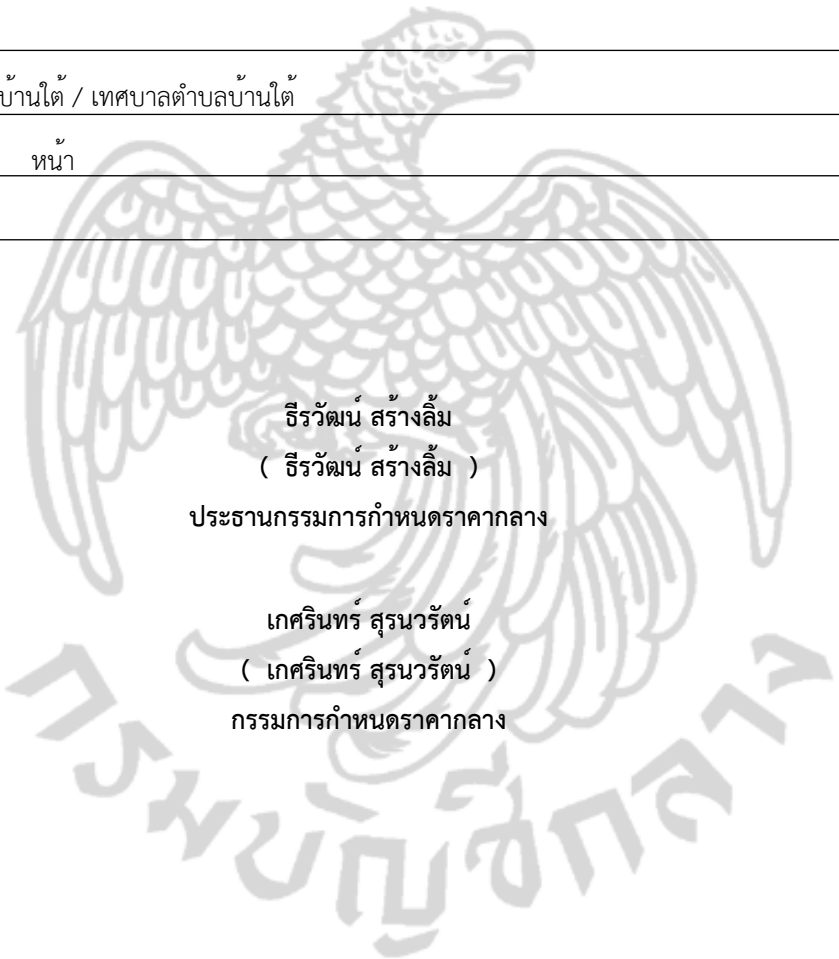 บ้านใต้ / เทศบาลตำบลบ้านใต้
หน้า
ธีรวัฒน์ สร้างลิ้ม
( ธีรวัฒน์ สร้างลิ้ม )
ประธานกรรมการกำหนดราคากลาง
เกศรินทร์ สุรนวรัตน์
( เกศรินทร์ สุรนวรัตน์ )
กรรมการกำหนดราคากลาง
กรมบัญชีกลาง